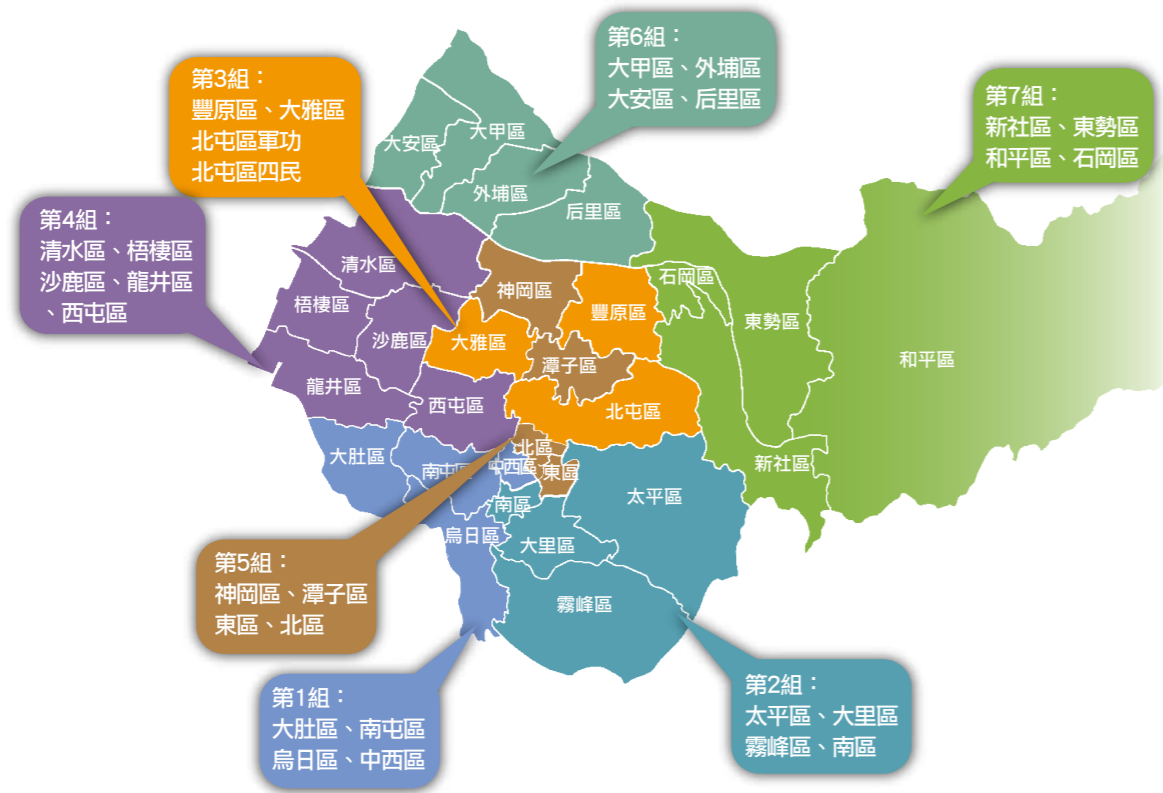 第6組：
大甲區、外埔區
大安區、后里區
第3組：
豐原區、大雅區
北屯區軍功
北屯區四民
第7組：
新社區、東勢區
和平區、石岡區
第4組：
清水區、梧棲區
沙鹿區、龍井區
、西屯區
大安區
大甲區
外埔區
后里區
清水區
神岡區
石岡區
梧棲區
豐原區
東勢區
沙鹿區
大雅區
和平區
潭子區
龍井區
西屯區
北屯區
大肚區
南屯區
北區
中西區
東區
新社區
南區
太平區
烏日區
大里區
霧峰區
第5組：
神岡區、潭子區
東區、北區
第1組：
大肚區、南屯區
烏日區、中西區
第2組：
太平區、大里區
霧峰區、南區